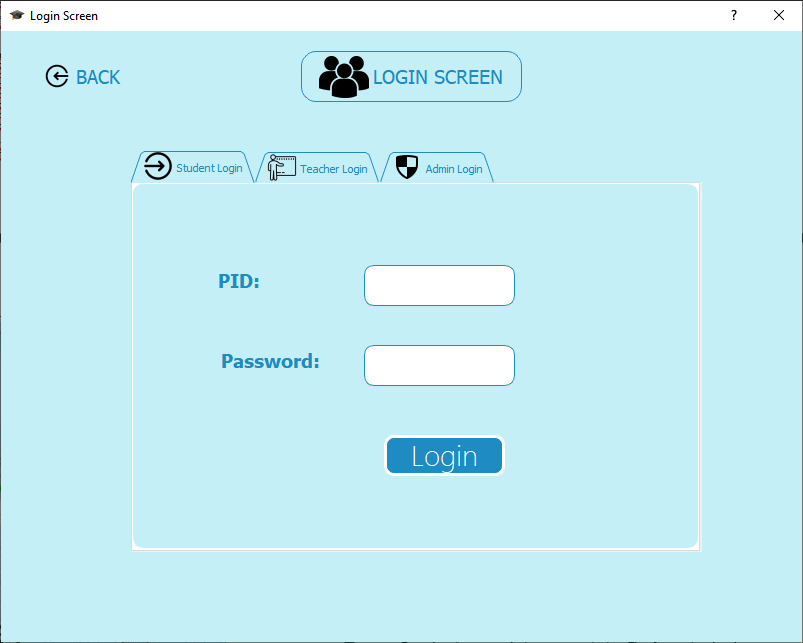 Login Screen
?
BACK
LOGIN SCREEN
Student Login
Teacher Login
Admin Login
PID:
Password:
Login